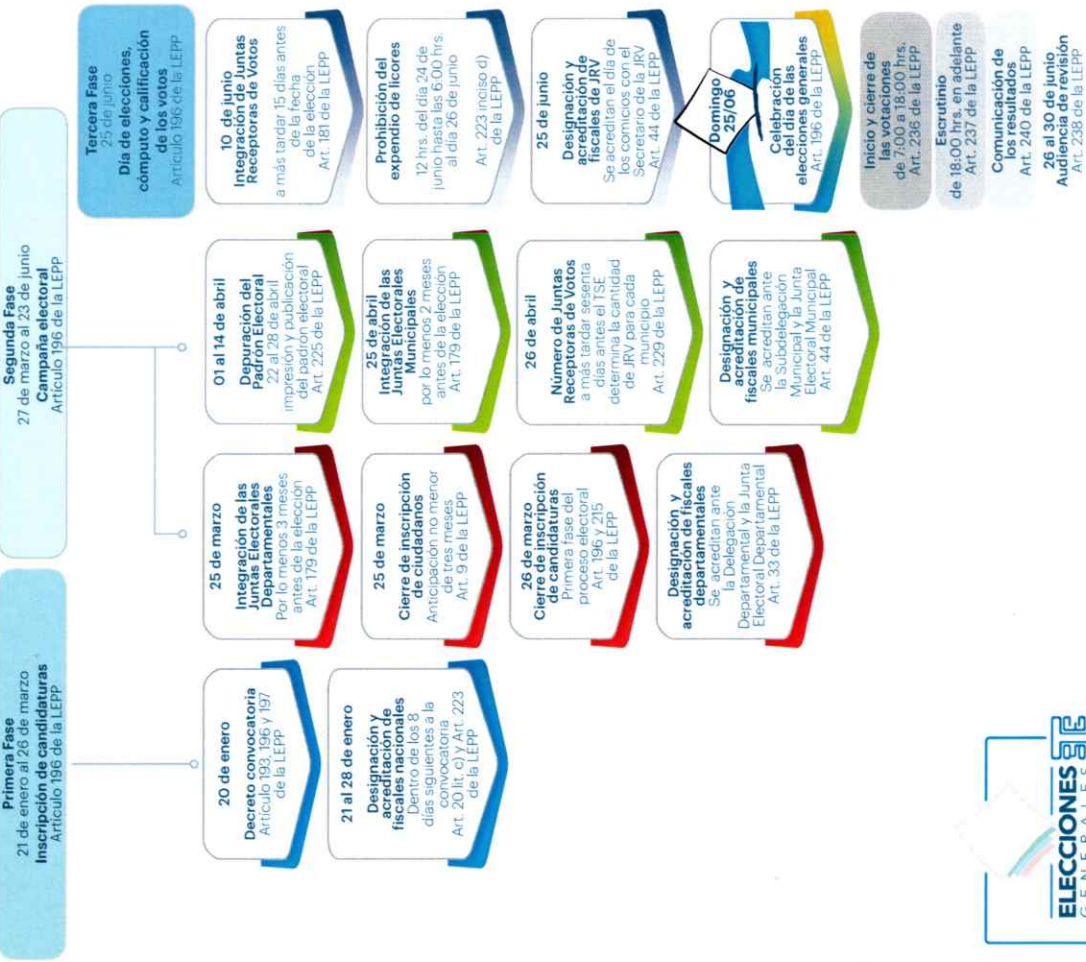 Primera Fase
21 de enero al 26 de marzo
Inscripción de candidaturas
Artículo 196 de la LEPP
20 de enero
Decreto convocatoria
Artículo 193, 196 y 197
de la LEPP
21 al 28 de enero
Designación y
acreditación de
fiscales nacionales
Dentro de los 8
días siguientes a la
convocatoria
Art. 20 lit. c) y Art. 223
de la LEPP
Segunda Fase
27 de marzo al 23 de junio
Campaña electoral
Artículo 196 de la LEPP
25 de marzo
Integración de las
Juntas Electorales
Departamentales
Por lo menos 3 meses
antes de la elección
Art. 179 de la LEPP
25 de marzo
Cierre de inscripción
de ciudadanos
Anticipación no menor
de tres meses
Art. 9 de la LEPP
26 de marzo
Cierre de inscripción
de candidaturas
Primera fase del
proceso electoral
Art. 196 y 215
de la LEPP
Designación y
acreditación de fiscales
departamentales
Se acreditan ante
la Delegación
Departamental y la Junta
Electoral Departamental
Art. 33 de la LEPP
01 al 14 de abril
Depuración del
Padrón Electoral
22 al 28 de abril
impresión y publicación
del padrón electoral
Art. 225 de la LEPP
25 de abril
Integración de las
Juntas Electorales
Municipales
por lo menos 2 meses
antes de la elección
Art. 179 de la LEPP
26 de abril
Número de Juntas
Receptoras de Votos
a más tardar sesenta
días antes el TSE
determina la cantidad
de JRV para cada
municipio
Art. 229 de la LEPP
Designación y
acreditación de
fiscales municipales
Se acreditan ante
la Subdelegación
Municipal y la Junta
Electoral Municipal
Art. 44 de la LEPP
Tercera Fase
25 de junio
Día de elecciones,
cómputo y calificación
de los votos
Artículo 196 de la LEPP
10 de junio
Integración de Juntas
Receptoras de Votos
a más tardar 15 días antes
de la fecha
de la elección
Art. 181 de la LEPP
Prohibición del
expendio de licores
12 hrs. del día 24 de
junio hasta las 6:00 hrs.
al día 26 de junio
Art. 223 inciso d)
de la LEPP
25 de junio
Designación y
acreditación de
fiscales de JRV
Se acreditan el día de
los comicios con el
Secretario de la JRV
Art. 44 de la LEPP
Domingo
25/06
Celebración
del día de las
elecciones generales
Art. 196 de la LEPP
Inicio y cierre de
las votaciones
de 7:00 a 18:00 hrs.
Art. 236 de la LEPP
Escrutinio
de 18:00 hrs. en adelante
Art. 237 de la LEPP
Comunicación de
los resultados
Art. 240 de la LEPP
26 al 30 de junio
Audiencia de revisión
Art. 238 de la LEPP
ELECCIONES
GENERALES